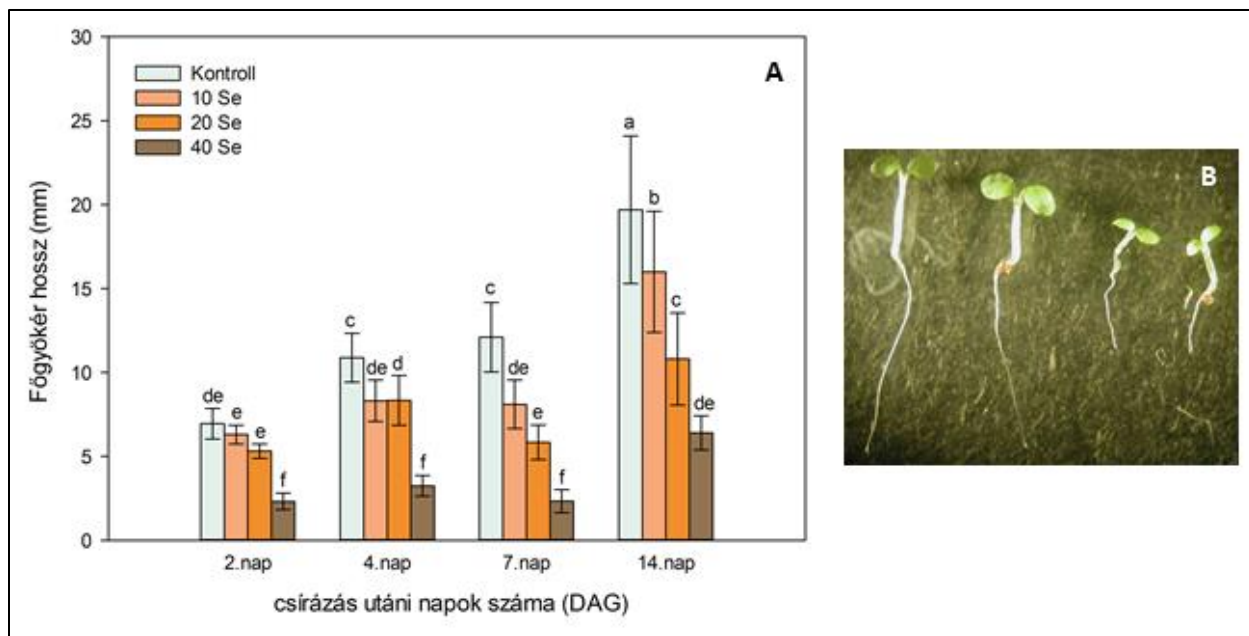 A
Kontroll
10 Se
20 Se
40 Se
Főgyökér hossz (mm)
30
25
20
15
10
5
0
de
e
e
f
c
de
d
f
c
de
e
f
a
b
c
de
2.nap
4.nap
7.nap
14.nap
csírázás utáni napok száma (DAG)
B